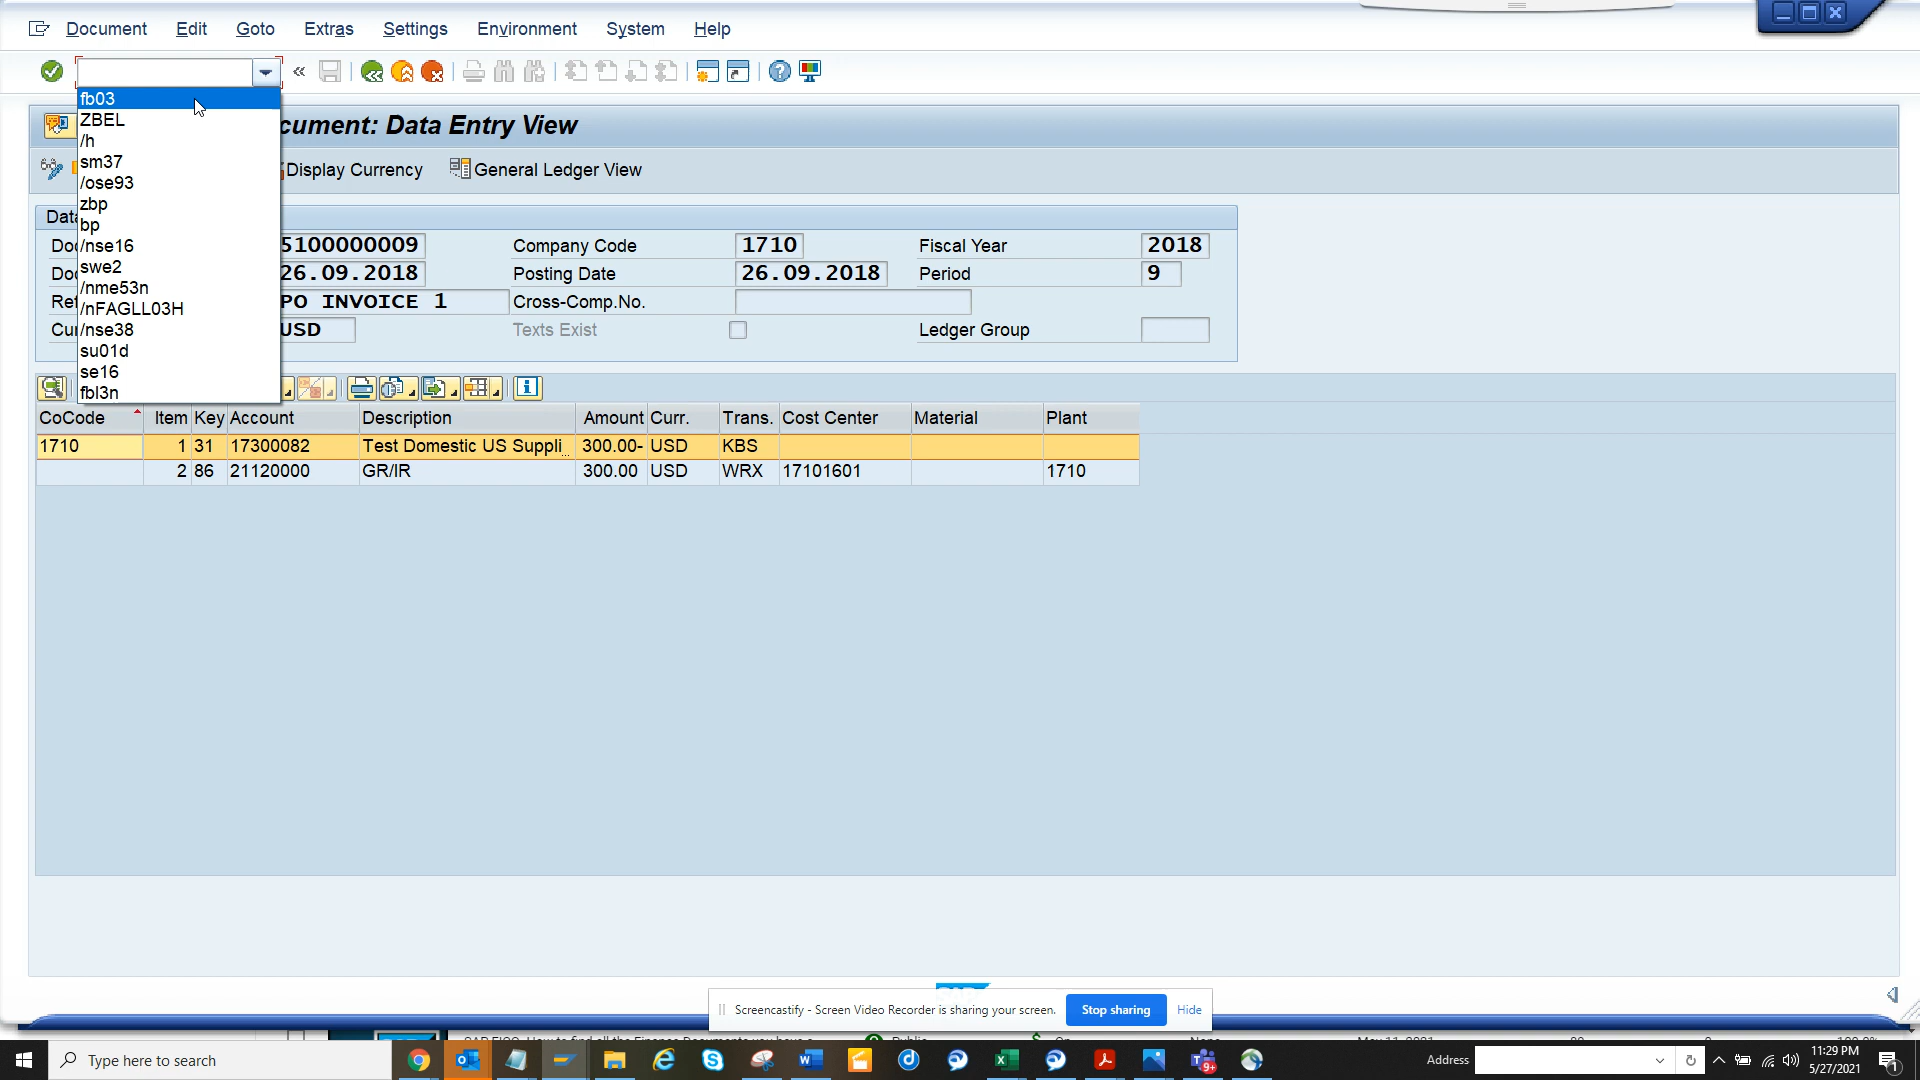 Document Edit Goto Extras Settings Environment System Help
fb03
ZBEL
/h
sm37
/ose93
zbp
bp
/nse16
swe2
/nme53n
/nFAGLL03H
/nse38
su01d
se16
fbl3n
cument: Data Entry View
Display Currency General Ledger View
Data
Doc 5100000009 Company Code 1710 Fiscal Year 2018
Doc 26.09.2018 Posting Date 26.09.2018 Period 9
Ref PO INVOICE 1 Cross-Comp.No.
Cur USD Texts Exist Ledger Group
CoCode Item Key Account Description Amount Curr. Trans. Cost Center Material Plant
1710 1 31 17300082 Test Domestic US Suppli 300.00- USD KBS
2 86 21120000 GR/IR 300.00 USD WRX 17101601 1710
Screencastify - Screen Video Recorder is sharing your screen. Stop sharing Hide
Type here to search
Address
11:29 PM
5/27/2021
9+
1